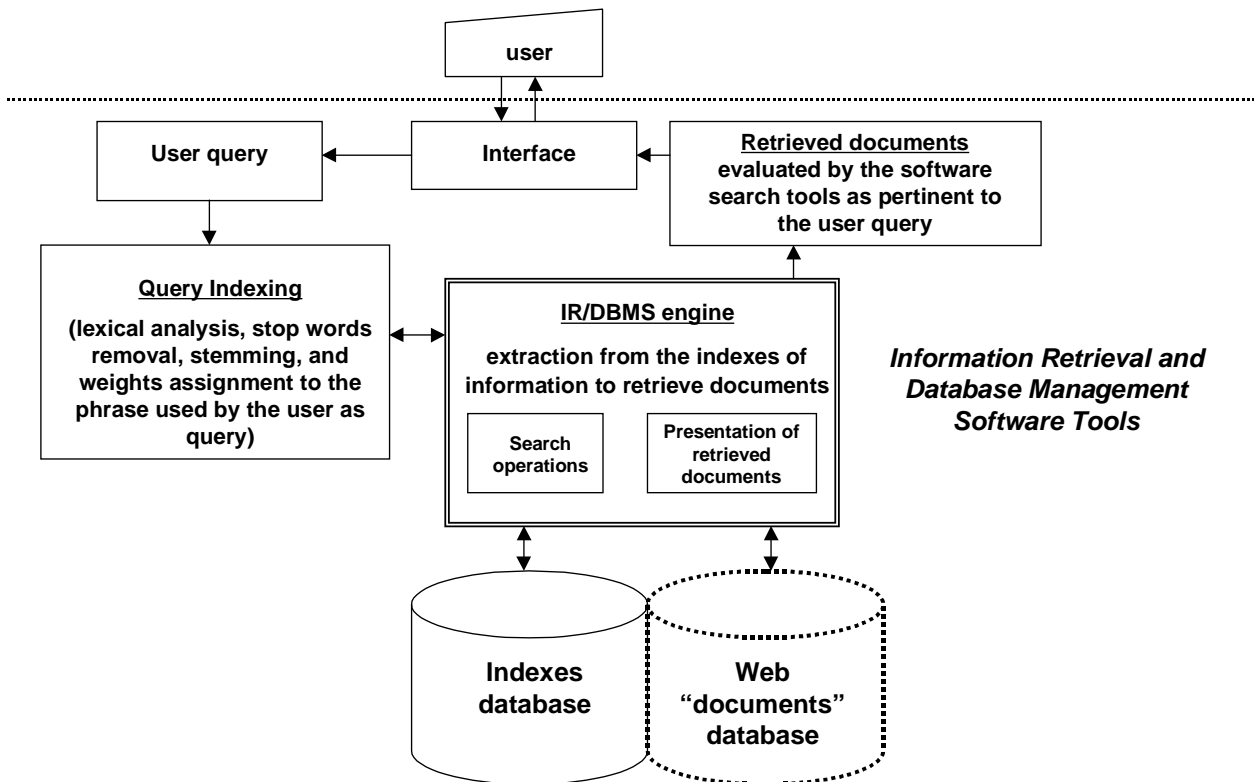 user
User query
Interface
Retrieved documents
evaluated by the software
search tools as pertinent to
the user query
Query Indexing
(lexical analysis, stop words
removal, stemming, and
weights assignment to the
phrase used by the user as
query)
IR/DBMS engine
extraction from the indexes of
information to retrieve documents
Search
operations
Presentation of
retrieved
documents
Information Retrieval and
Database Management
Software Tools
Indexes
database
Web
“documents”
database